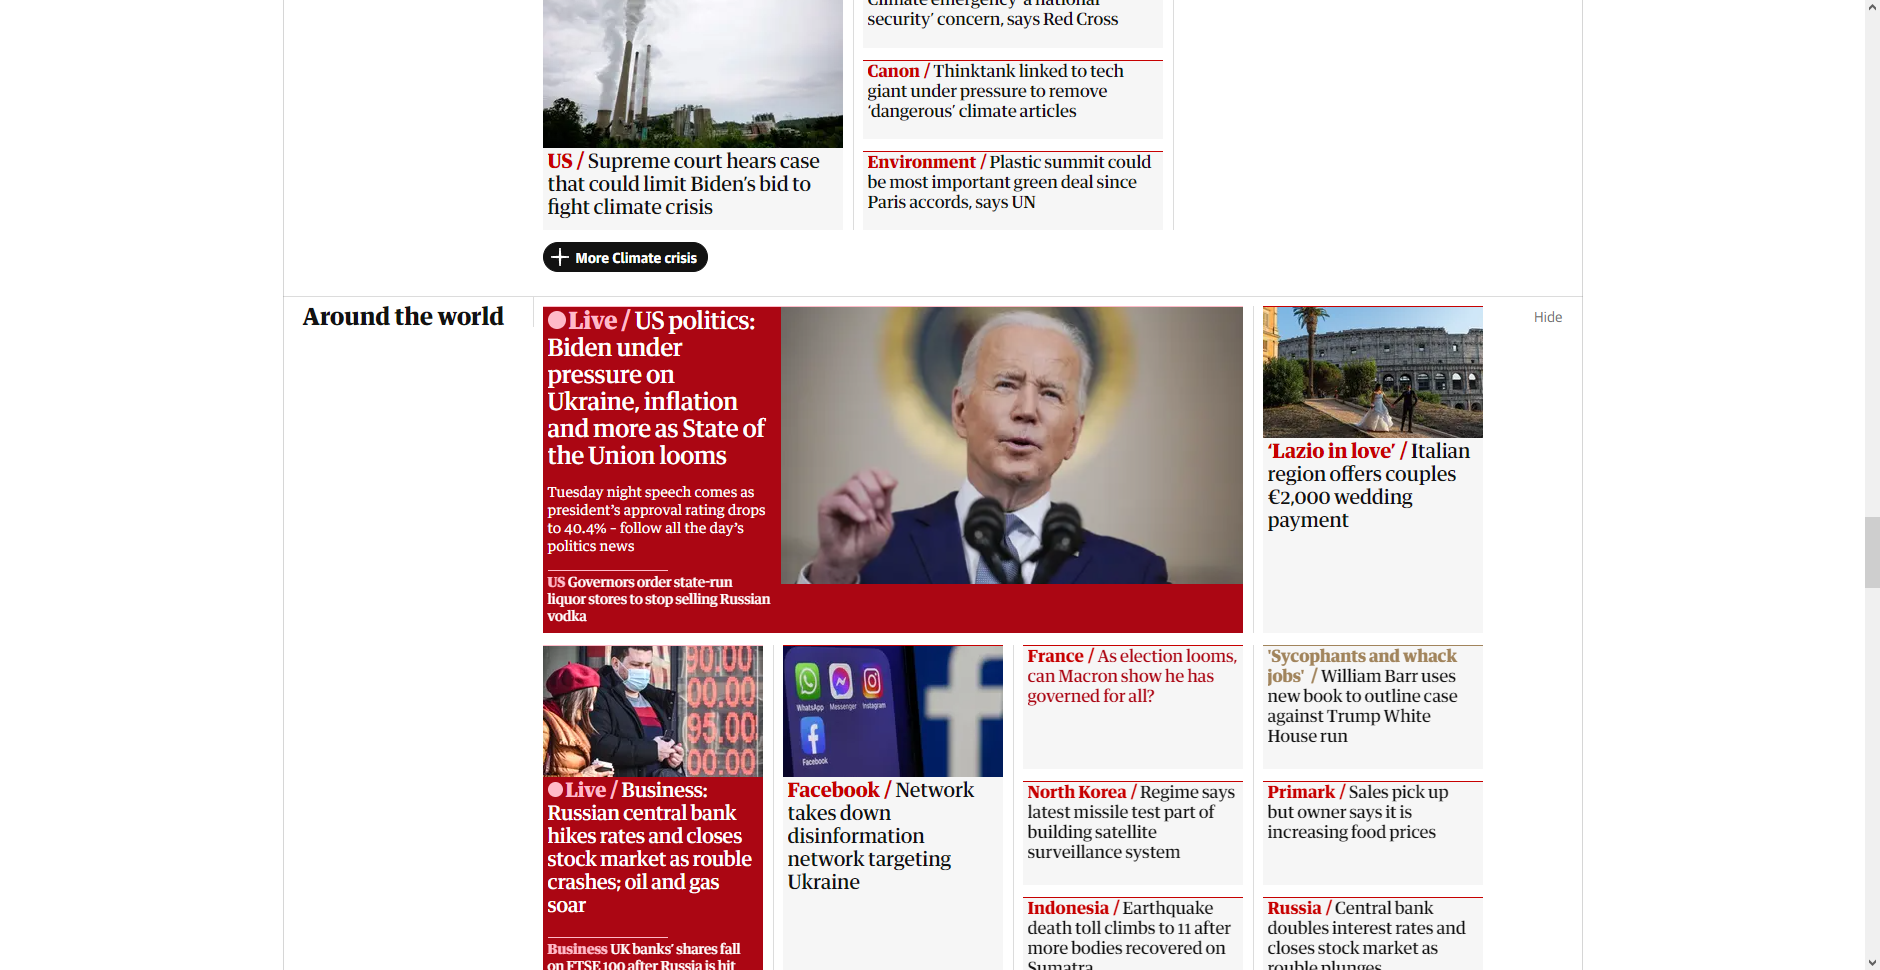 security’ concern, says Red Cross
Canon / Thinktank linked to tech
giant under pressure to remove
‘dangerous’ climate articles
US / Supreme court hears case
that could limit Biden’s bid to
fight climate crisis
Environment / Plastic summit could
be most important green deal since
Paris accords, says UN
More Climate crisis
Around the world
Live / US politics:
Biden under
pressure on
Ukraine, inflation
and more as State of
the Union looms
Tuesday night speech comes as
president’s approval rating drops
to 40.4% – follow all the day’s
politics news
US Governors order state-run
liquor stores to stop selling Russian
vodka
‘Lazio in love’ / Italian
region offers couples
€2,000 wedding
payment
Hide
90.00
00.00
95.00
00.00
Live / Business:
Russian central bank
hikes rates and closes
stock market as rouble
crashes; oil and gas
soar
Business UK banks’ shares fall
on FTSE 100 after Russia is hit
WhatsApp Messenger Instagram
Facebook
Facebook / Network
takes down
disinformation
network targeting
Ukraine
France / As election looms,
can Macron show he has
governed for all?
North Korea / Regime says
latest missile test part of
building satellite
surveillance system
Indonesia / Earthquake
death toll climbs to 11 after
more bodies recovered on
Sumatra
'Sycophants and whack
jobs' / William Barr uses
new book to outline case
against Trump White
House run
Primark / Sales pick up
but owner says it is
increasing food prices
Russia / Central bank
doubles interest rates and
closes stock market as
rouble plunges